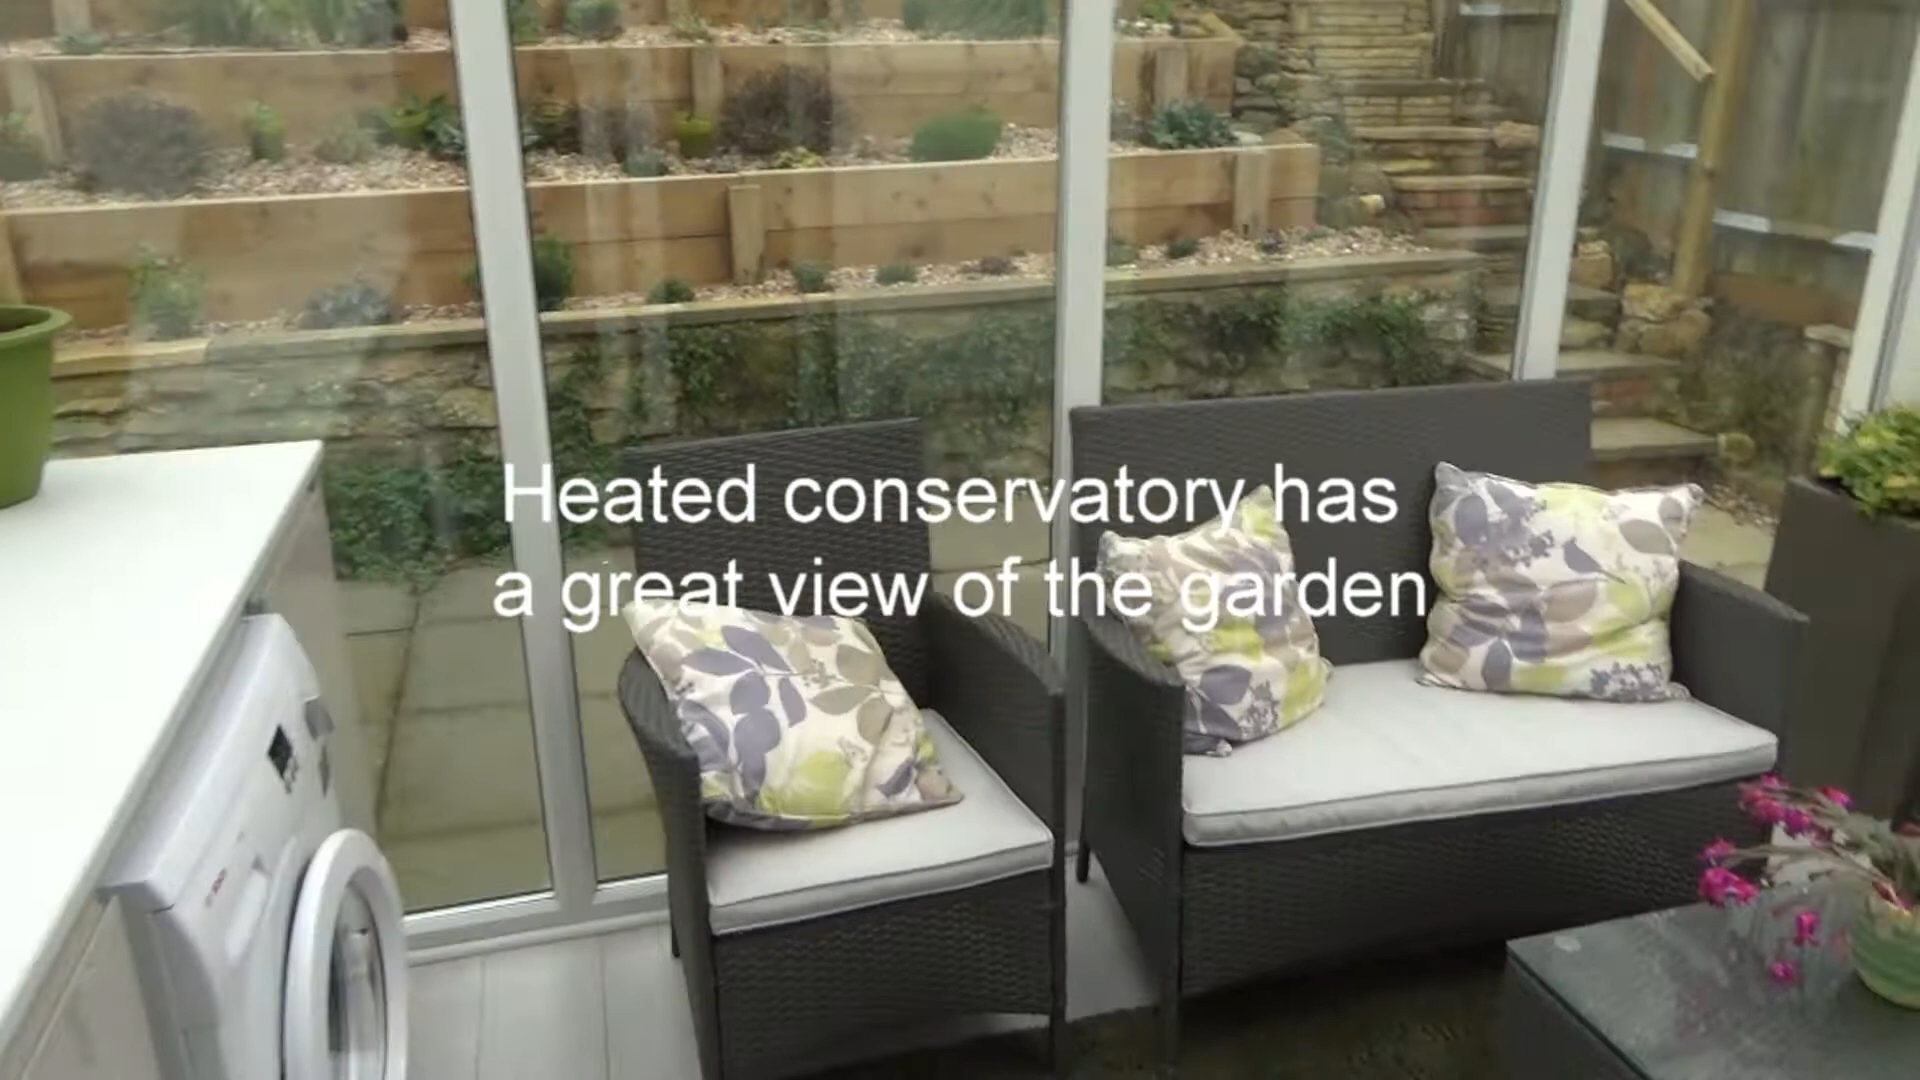 Heated conservatory has
a great view of the garden